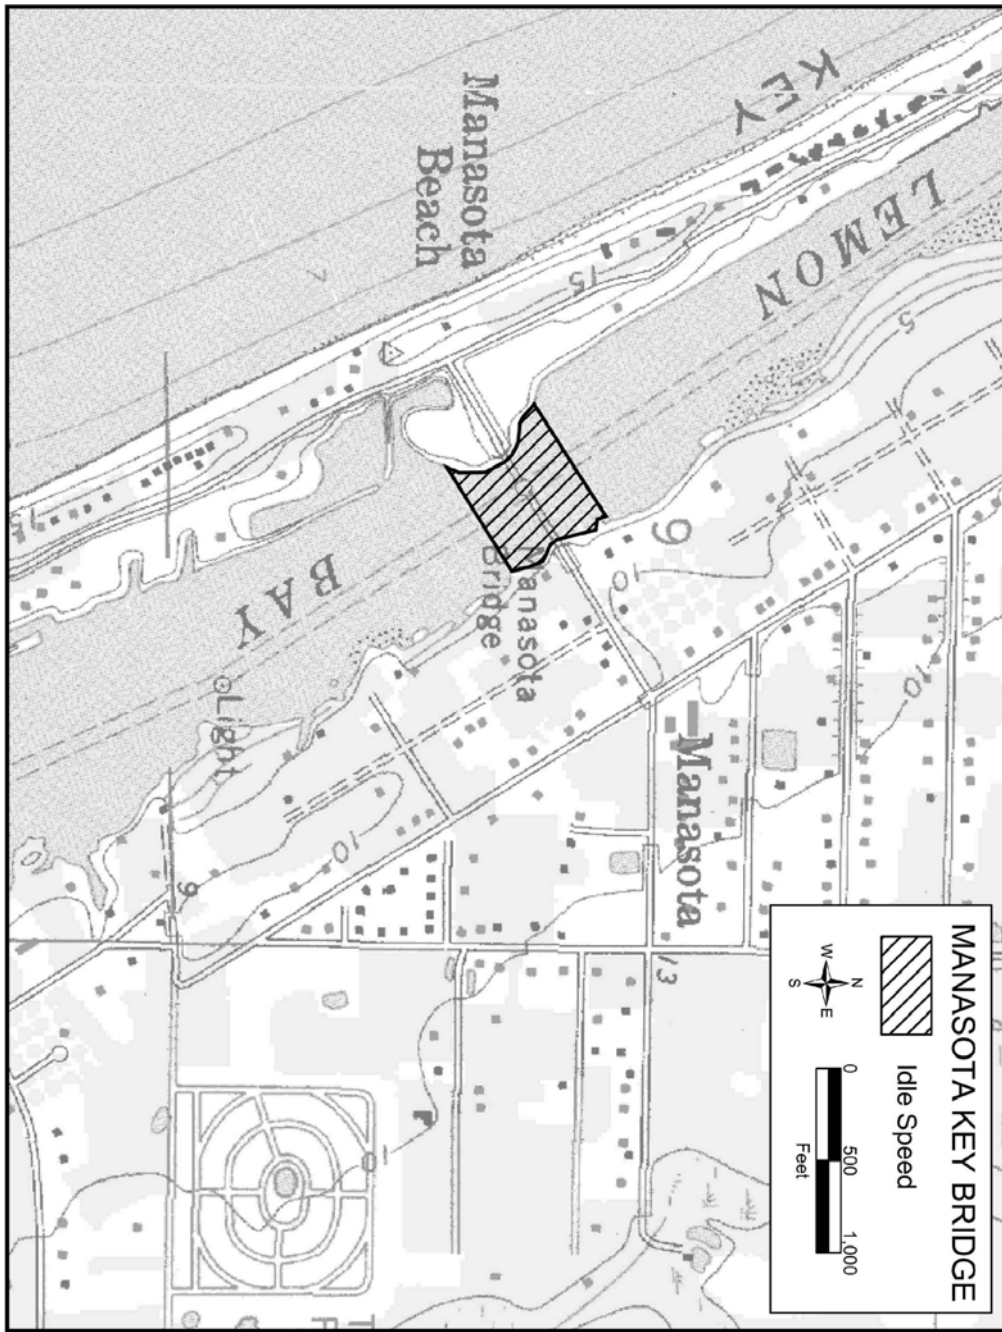 MANASOTA KEY BRIDGE
Idle Speed
N
W
E
S
0 500 1,000
Feet
KEY
LEMON
BAY
Manasota
Beach
Manasota
Bridge
Manasota
Light
15
15
5
9
10
10
10
9
13